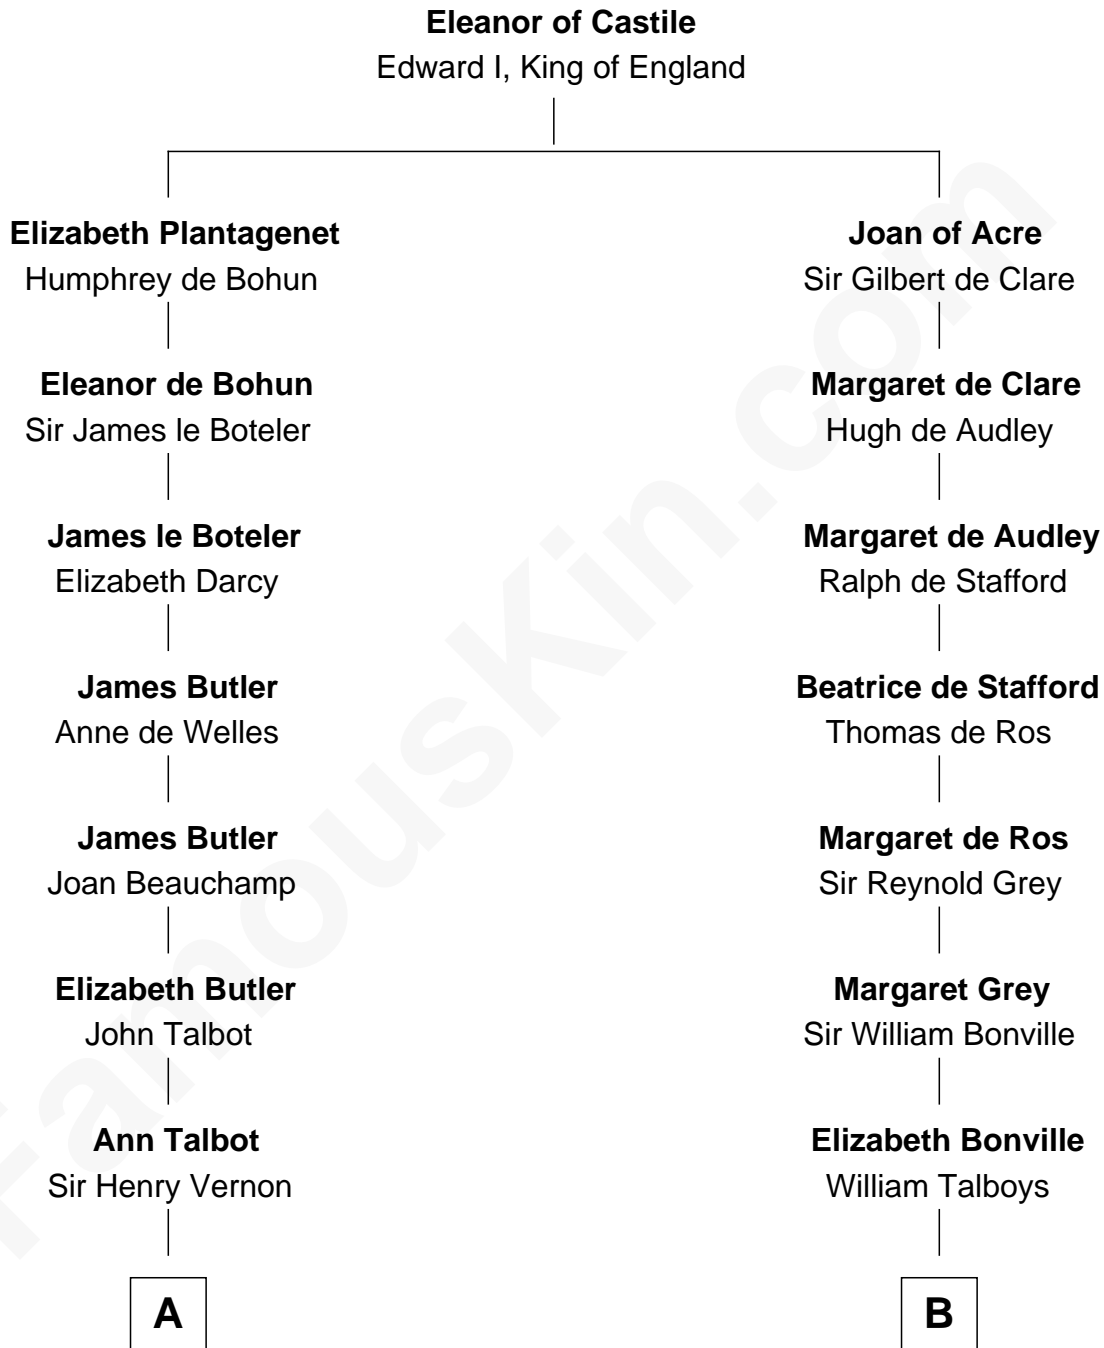 Eleanor of Castile
Edward I, King of England
Elizabeth Plantagenet
Humphrey de Bohun
Joan of Acre
Sir Gilbert de Clare
Eleanor de Bohun
Sir James le Boteler
Margaret de Clare
Hugh de Audley
James le Boteler
Elizabeth Darcy
Margaret de Audley
Ralph de Stafford
James Butler
Anne de Welles
Beatrice de Stafford
Thomas de Ros
James Butler
Joan Beauchamp
Margaret de Ros
Sir Reynold Grey
Elizabeth Butler
John Talbot
Margaret Grey
Sir William Bonville
Ann Talbot
Sir Henry Vernon
Elizabeth Bonville
William Talboys
A
B
FamousKin.com